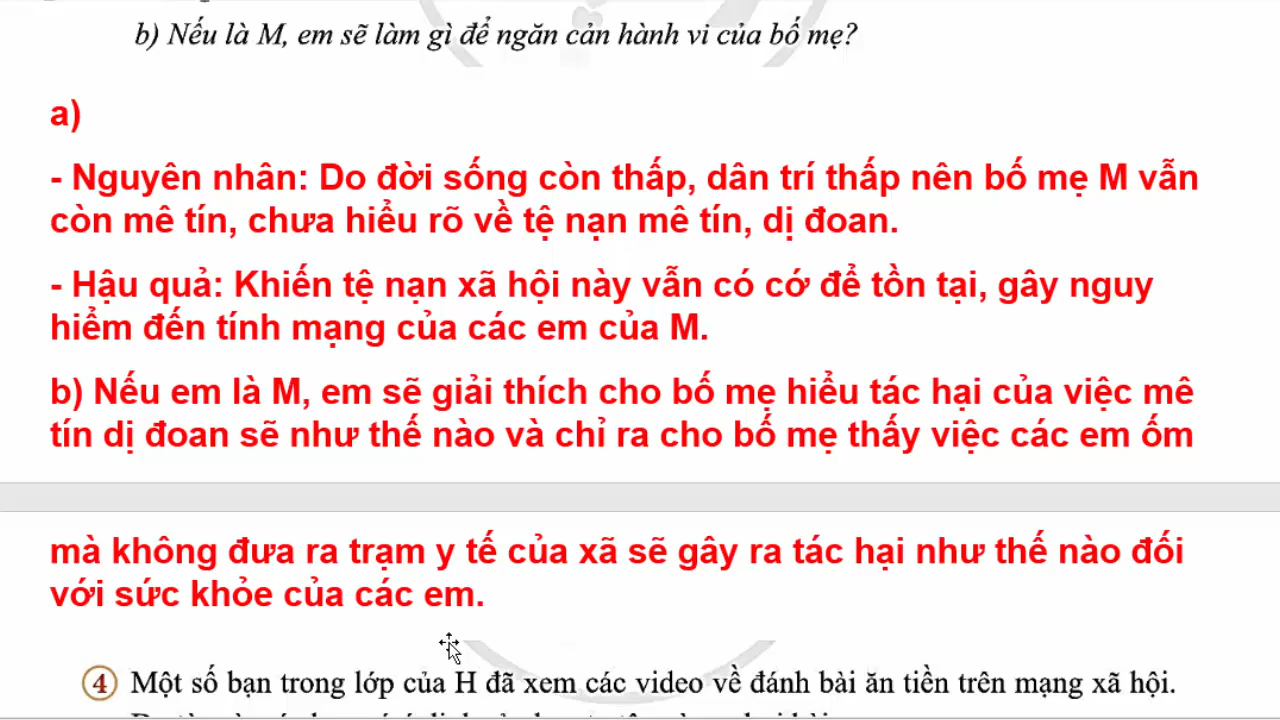 b) Nếu là M, em sẽ làm gì để ngăn cản hành vi của bố mẹ?
a)
- Nguyên nhân: Do đời sống còn thấp, dân trí thấp nên bố mẹ M vẫn
còn mê tín, chưa hiểu rõ về tệ nạn mê tín, dị đoan.
- Hậu quả: Khiến tệ nạn xã hội này vẫn có cớ để tồn tại, gây nguy
hiểm đến tính mạng của các em của M.
b) Nếu em là M, em sẽ giải thích cho bố mẹ hiểu tác hại của việc mê
tín dị đoan sẽ như thế nào và chỉ ra cho bố mẹ thấy việc các em ốm
mà không đưa ra trạm y tế của xã sẽ gây ra tác hại như thế nào đối
với sức khỏe của các em.
4 Một số bạn trong lớp của H đã xem các video về đánh bài ăn tiền trên mạng xã hội.